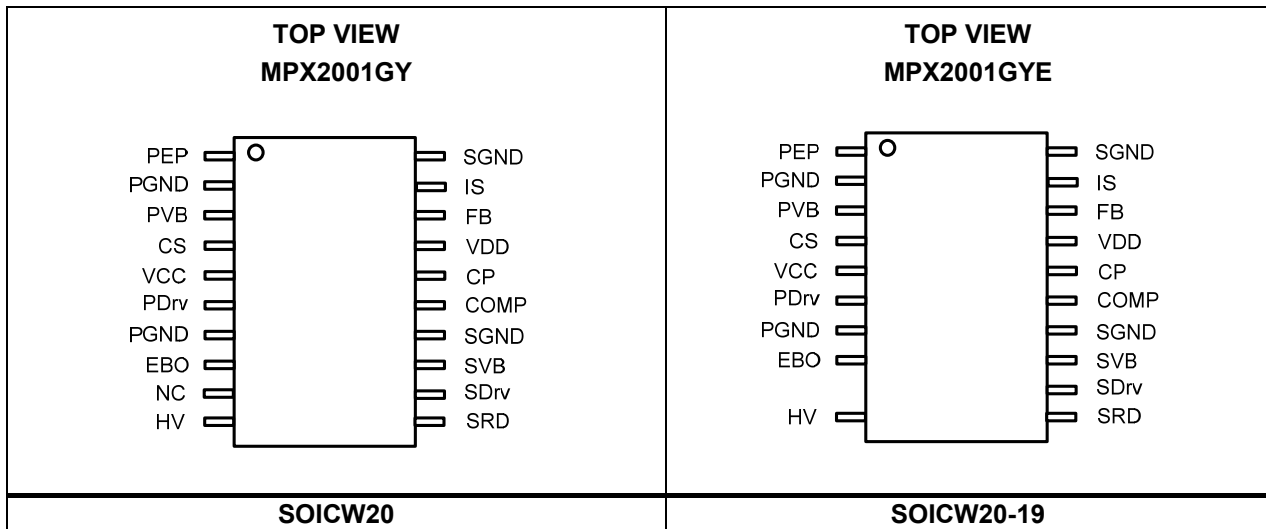 TOP VIEW
MPX2001GY
PEP
PGND
PVB
CS
VCC
PDrv
PGND
EBO
NC
HV
SGND
IS
FB
VDD
CP
COMP
SGND
SVB
SDrv
SRD
SOICW20
TOP VIEW
MPX2001GYE
PEP
PGND
PVB
CS
VCC
PDrv
PGND
EBO
HV
SGND
IS
FB
VDD
CP
COMP
SGND
SVB
SDrv
SRD
SOICW20-19